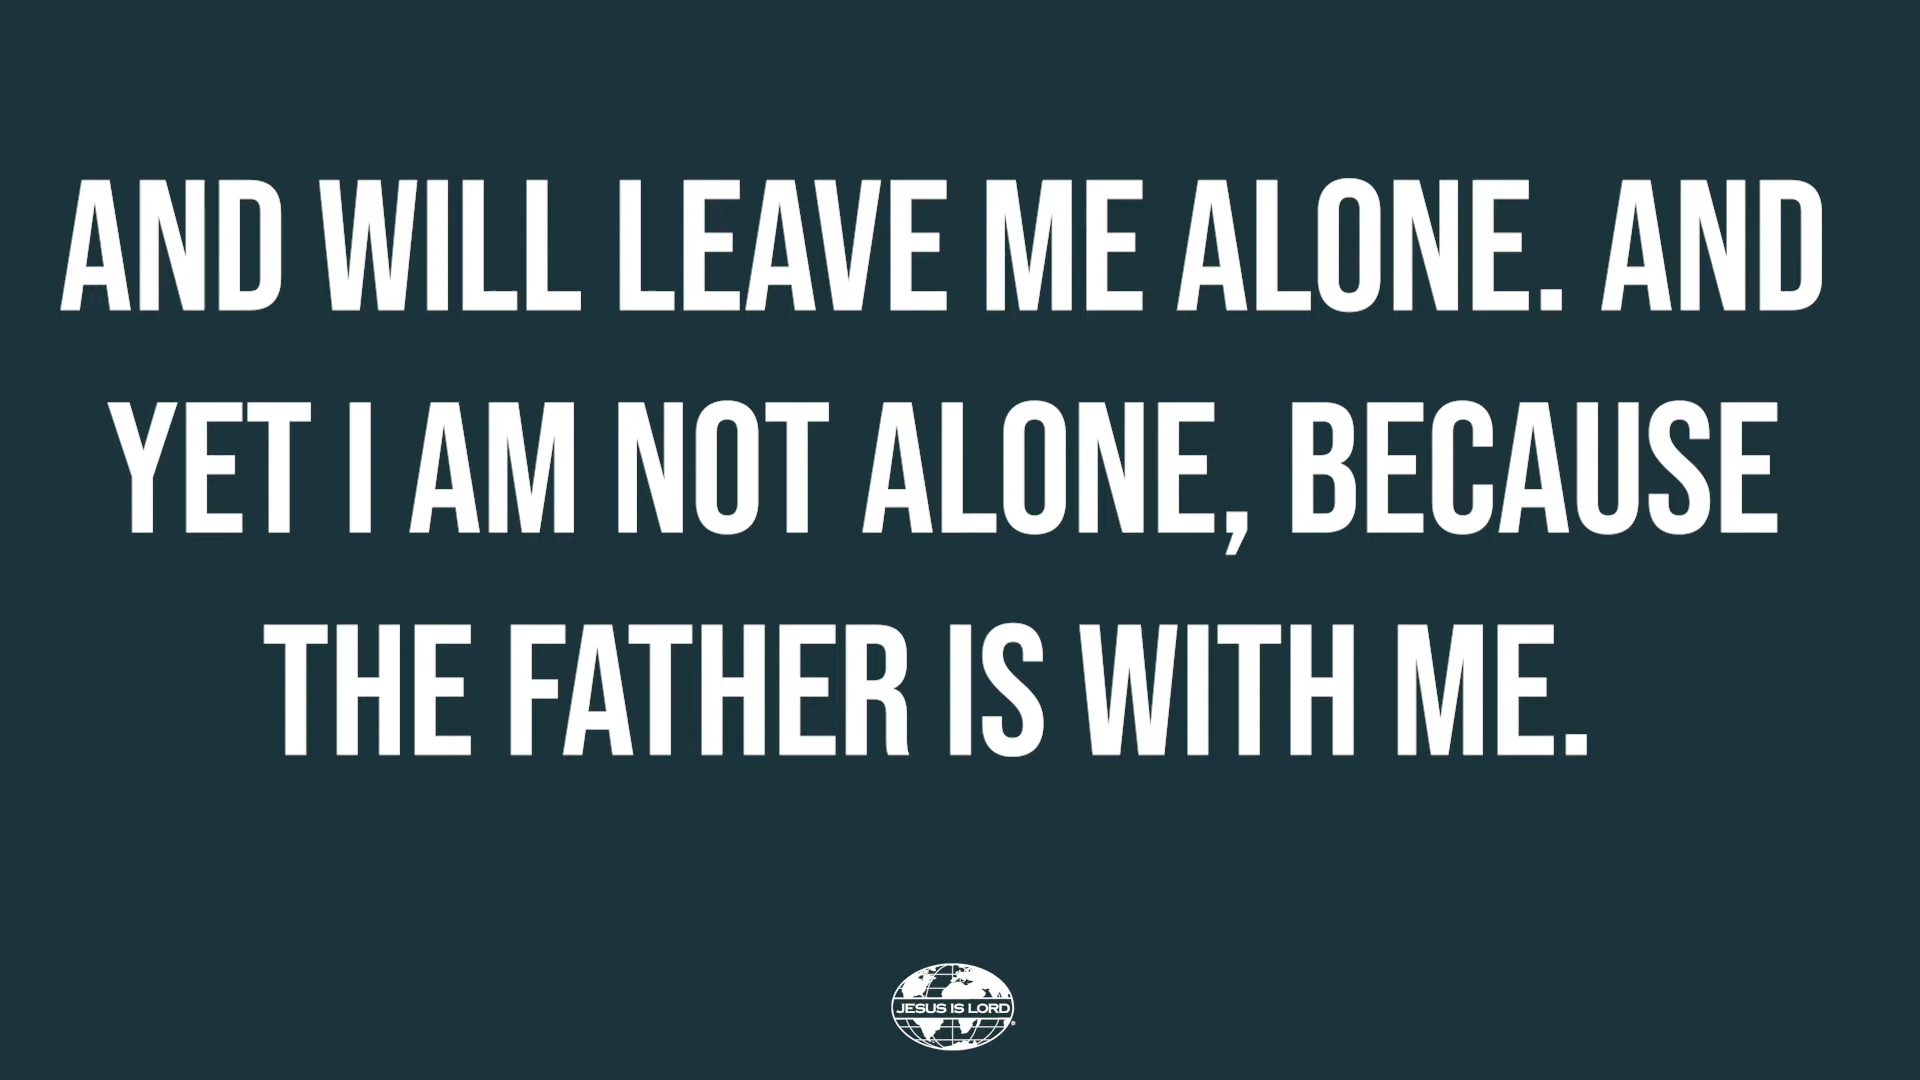 AND WILL LEAVE ME ALONE. AND
YET I AM NOT ALONE, BECAUSE
THE FATHER IS WITH ME.
JESUS IS LORD